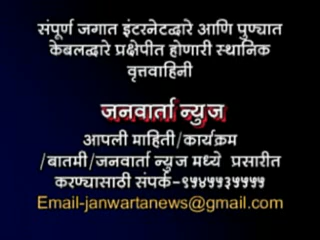 संपूर्ण जगात इंटरनेटद्वारे आणि पुण्यात
केबलद्वारे प्रक्षेपीत होणारी स्थानिक
वृत्तवाहिनी
जनवार्ता न्युज
आपली माहिती/कार्यक्रम
/बातमी/जनवार्ता न्युज मध्ये प्रसारीत
करण्यासाठी संपर्क-९५४५५३५५५५
Email-janwartanews@gmail.com